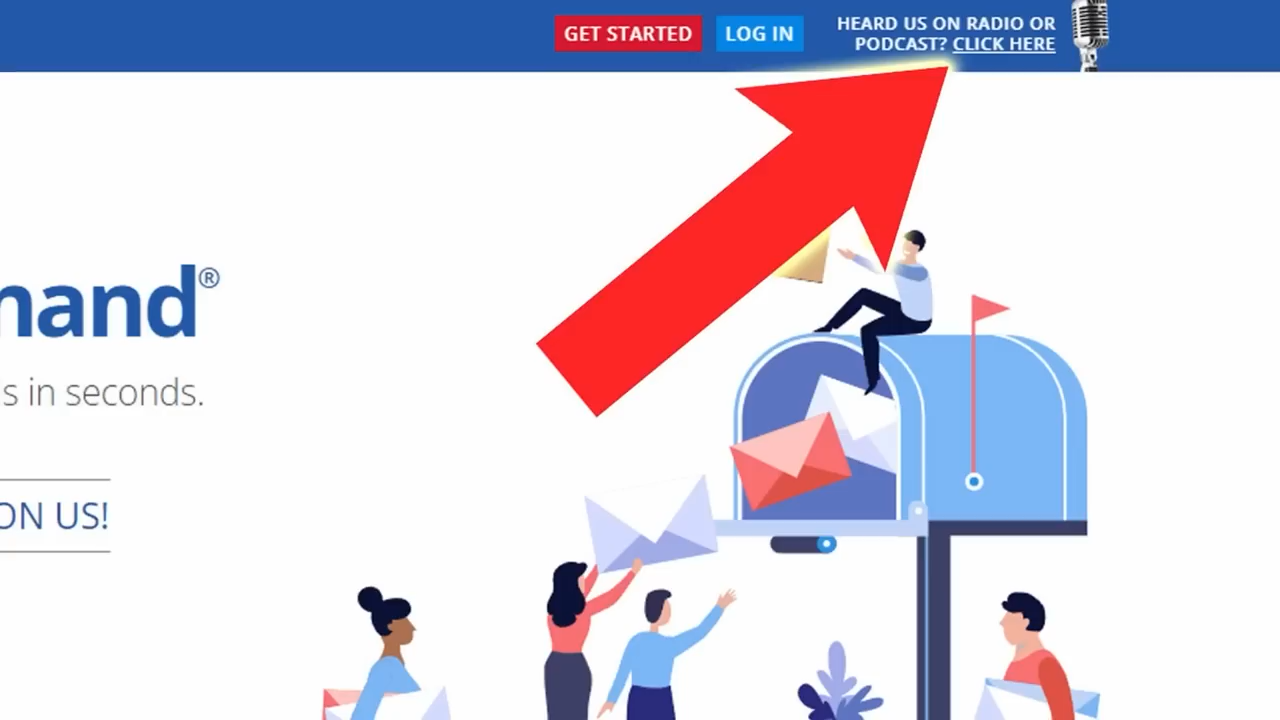 GET STARTED
LOG IN
HEARD US ON RADIO OR
PODCAST? CLICK HERE
nand®
s in seconds.
ON US!